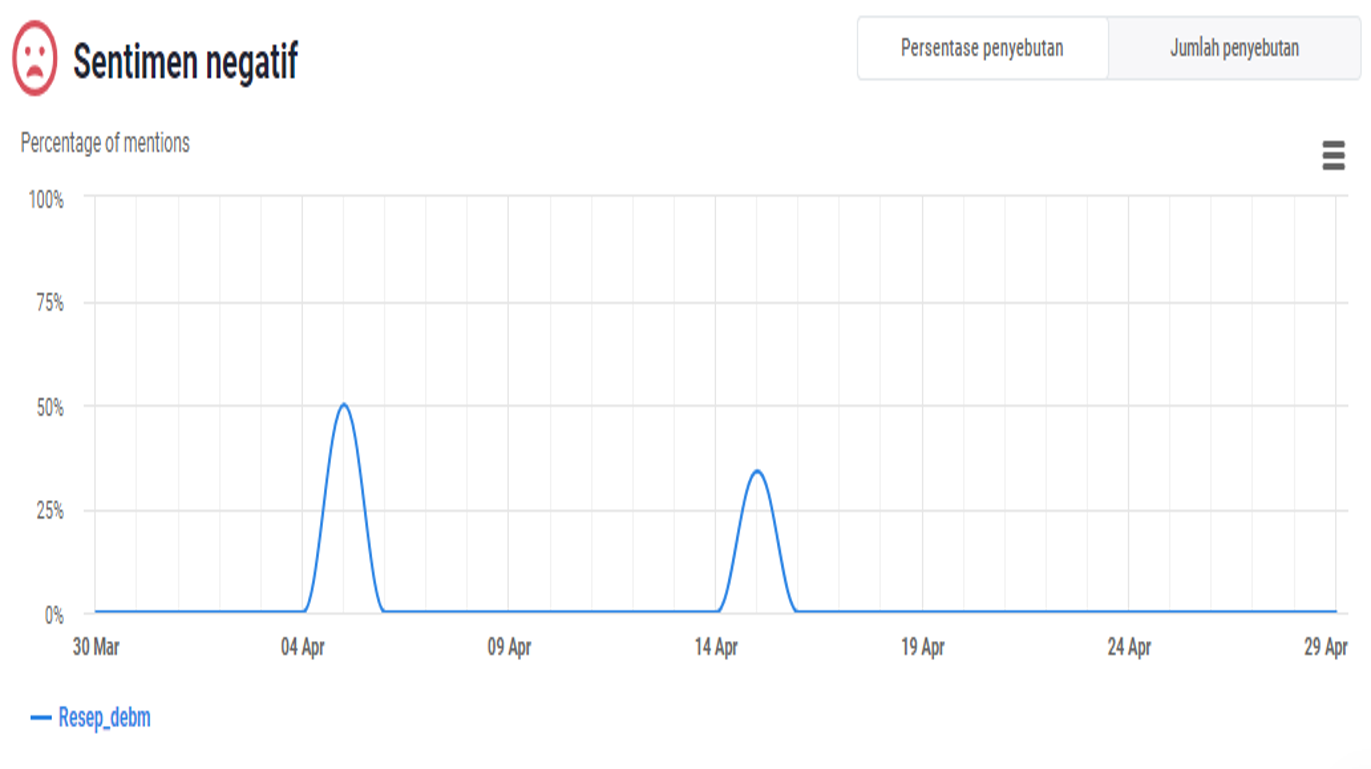 Sentimen negatif
Persentase penyebutan
Jumlah penyebutan
Percentage of mentions
100%
75%
50%
25%
0%
30 Mar 04 Apr 09 Apr 14 Apr 19 Apr 24 Apr 29 Apr
Resep_debm